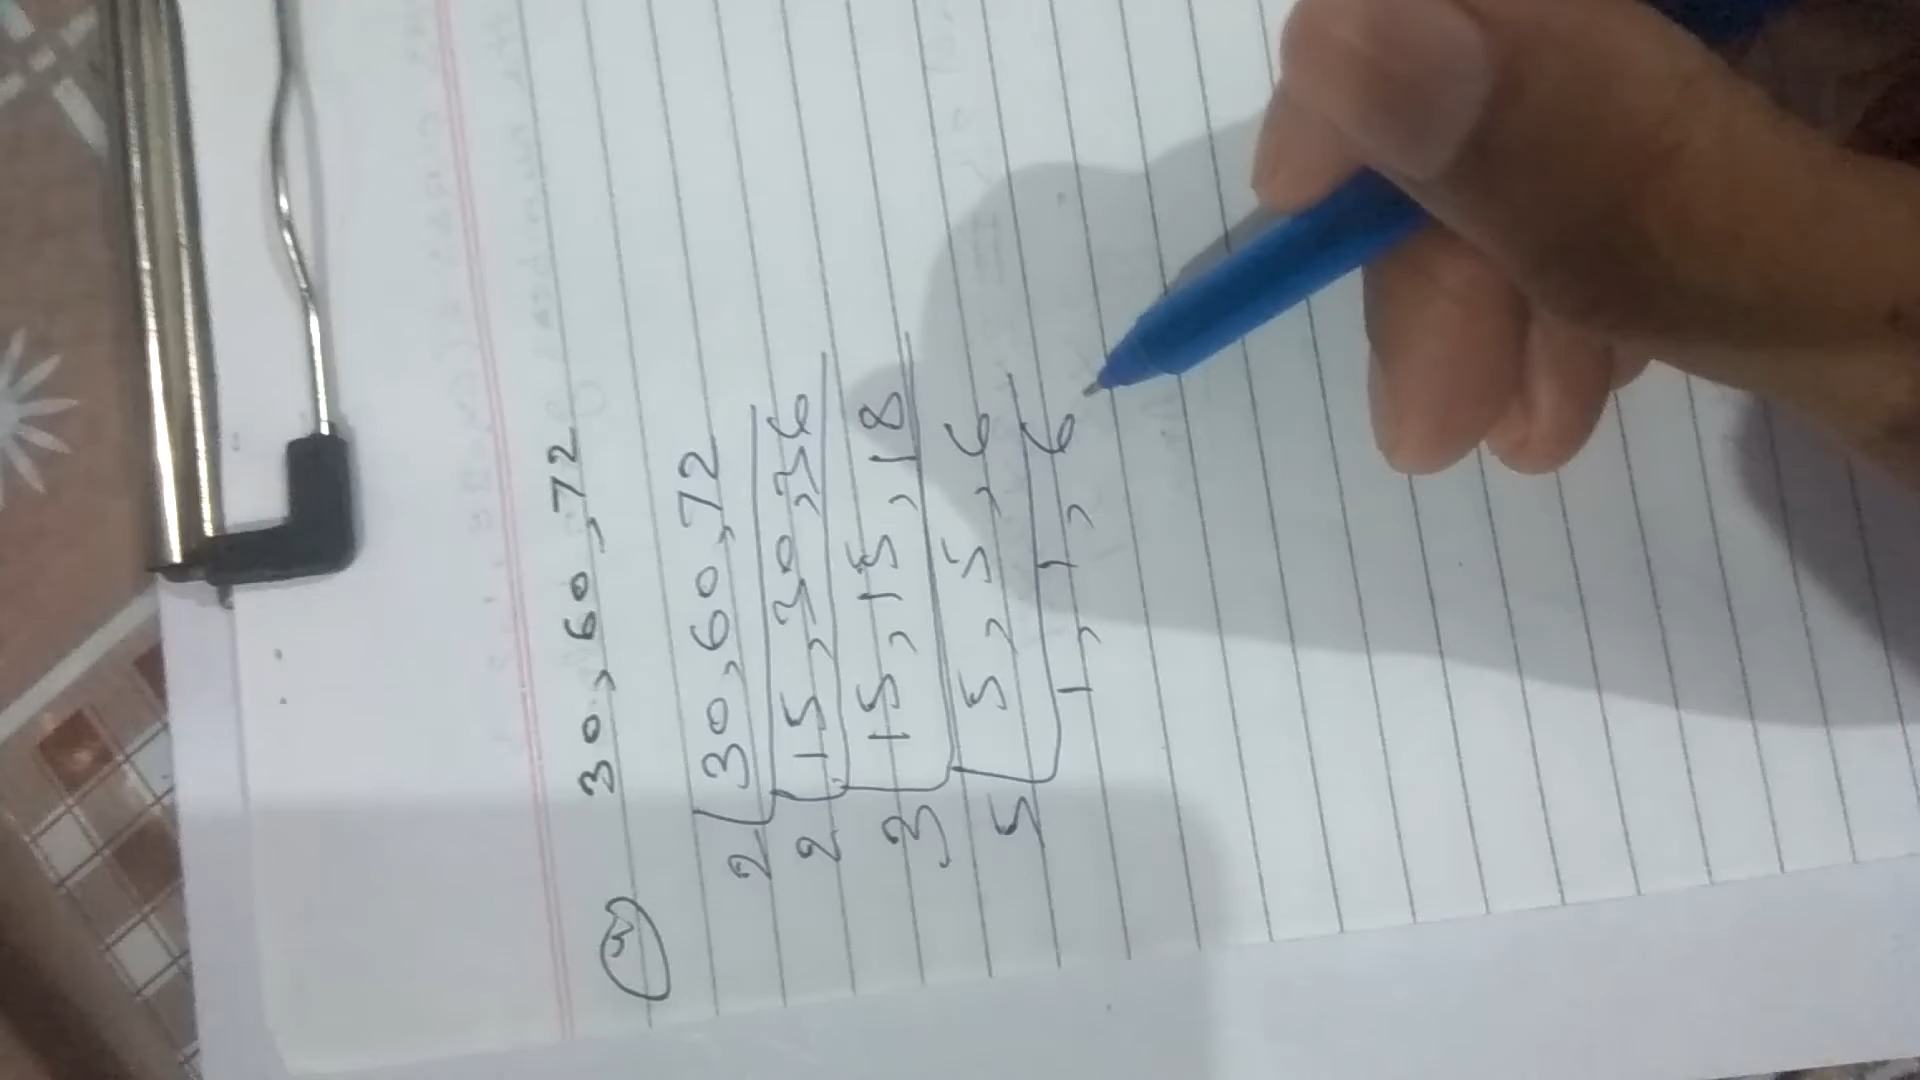 ③ 30, 60, 72
2 | 30, 60, 72
2 | 15, 30, 36
3 | 15, 15, 18
5 | 5, 5, 6
1, 1, 6